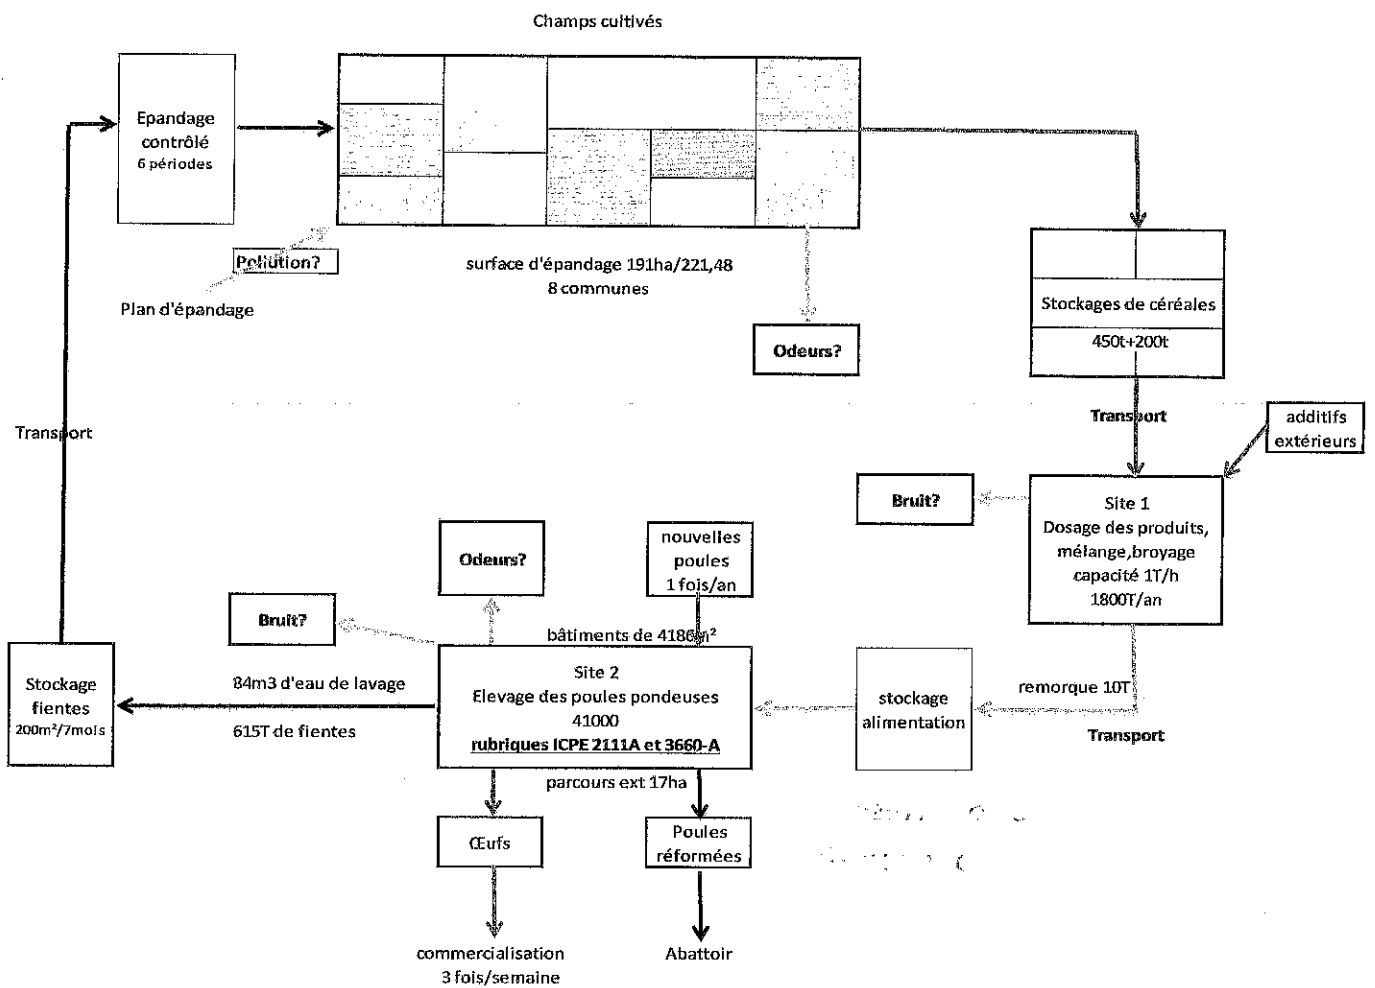 Champs cultivés
Epandage
contrôlé
6 périodes
Pollution?
Plan d'épandage
surface d'épandage 191ha/221,48
8 communes
Odeurs?
Stockages de céréales
450t+200t
Transport
additifs
extérieurs
Transport
Bruit?
Site 1
Dosage des produits,
mélange,broyage
capacité 1T/h
1800T/an
Odeurs?
nouvelles
poules
1 fois/an
Bruit?
bâtiments de 4186m²
Stockage
fientes
200m²/7mois
84m3 d'eau de lavage
615T de fientes
Site 2
Elevage des poules pondeuses
41000
rubriques ICPE 2111A et 3660-A
parcours ext 17ha
stockage
alimentation
remorque 10T
Transport
Œufs
Poules
réformées
commercialisation
3 fois/semaine
Abattoir